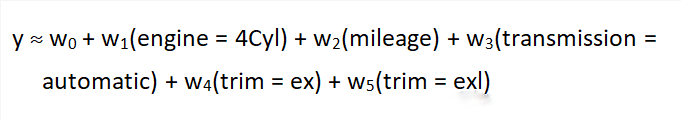 y ≈ w₀ + w₁(engine = 4Cyl) + w₂(mileage) + w₃(transmission =
automatic) + w₄(trim = ex) + w₅(trim = exl)